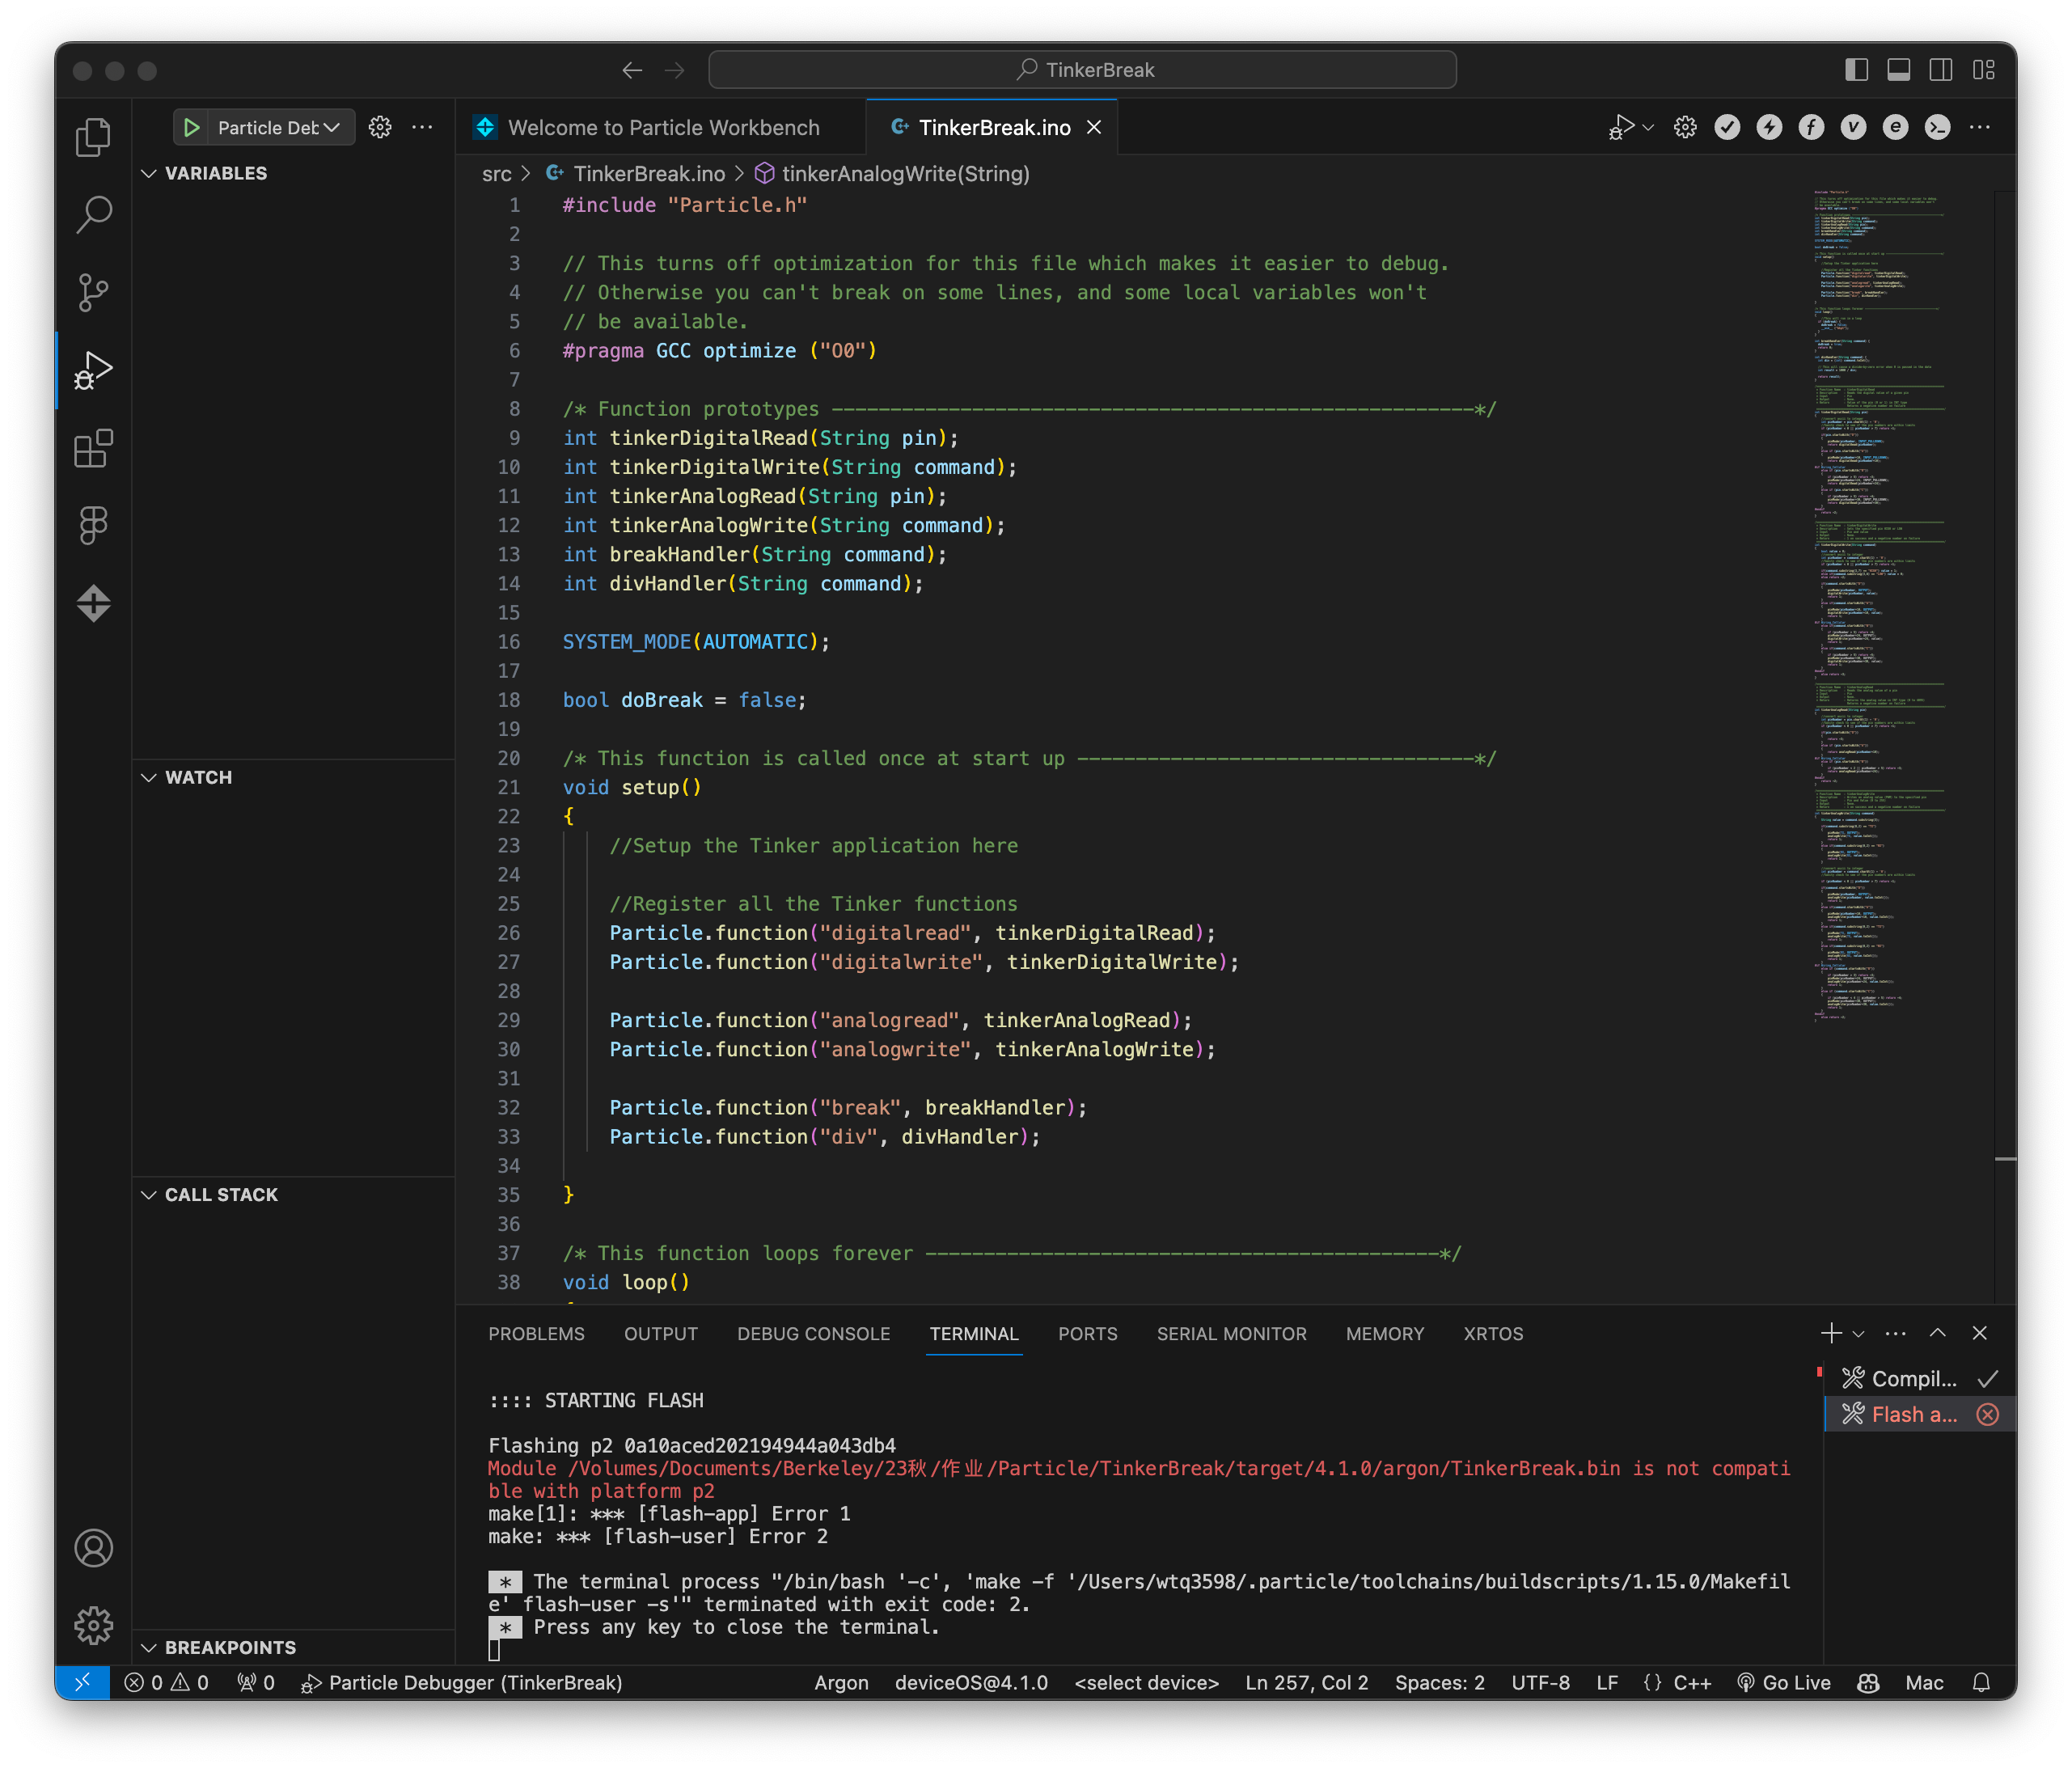 TinkerBreak
Particle Deb
Welcome to Particle Workbench
TinkerBreak.ino
VARIABLES
WATCH
CALL STACK
BREAKPOINTS
src > TinkerBreak.ino > tinkerAnalogWrite(String)
1 #include "Particle.h"
2
3 // This turns off optimization for this file which makes it easier to debug.
4 // Otherwise you can't break on some lines, and some local variables won't
5 // be available.
6 #pragma GCC optimize ("O0")
7
8 /* Function prototypes -------------------------------------------------------*/
9 int tinkerDigitalRead(String pin);
10 int tinkerDigitalWrite(String command);
11 int tinkerAnalogRead(String pin);
12 int tinkerAnalogWrite(String command);
13 int breakHandler(String command);
14 int divHandler(String command);
15
16 SYSTEM_MODE(AUTOMATIC);
17
18 bool doBreak = false;
19
20 /* This function is called once at start up ----------------------------------*/
21 void setup()
22 {
23 //Setup the Tinker application here
24
25 //Register all the Tinker functions
26 Particle.function("digitalread", tinkerDigitalRead);
27 Particle.function("digitalwrite", tinkerDigitalWrite);
28
29 Particle.function("analogread", tinkerAnalogRead);
30 Particle.function("analogwrite", tinkerAnalogWrite);
31
32 Particle.function("break", breakHandler);
33 Particle.function("div", divHandler);
34
35 }
36
37 /* This function loops forever --------------------------------------------*/
38 void loop()
PROBLEMS OUTPUT DEBUG CONSOLE TERMINAL PORTS SERIAL MONITOR MEMORY XRTOS
:::: STARTING FLASH
Flashing p2 0a10aced202194944a043db4
Module /Volumes/Documents/Berkeley/23秋/作业/Particle/TinkerBreak/target/4.1.0/argon/TinkerBreak.bin is not compati
ble with platform p2
make[1]: *** [flash-app] Error 1
make: *** [flash-user] Error 2
* The terminal process "/bin/bash '-c', 'make -f '/Users/wtq3598/.particle/toolchains/buildscripts/1.15.0/Makefil
e' flash-user -s'" terminated with exit code: 2.
* Press any key to close the terminal.
Compil...
Flash a...
0 0 0 Particle Debugger (TinkerBreak) Argon deviceOS@4.1.0 <select device> Ln 257, Col 2 Spaces: 2 UTF-8 LF {} C++ Go Live Mac